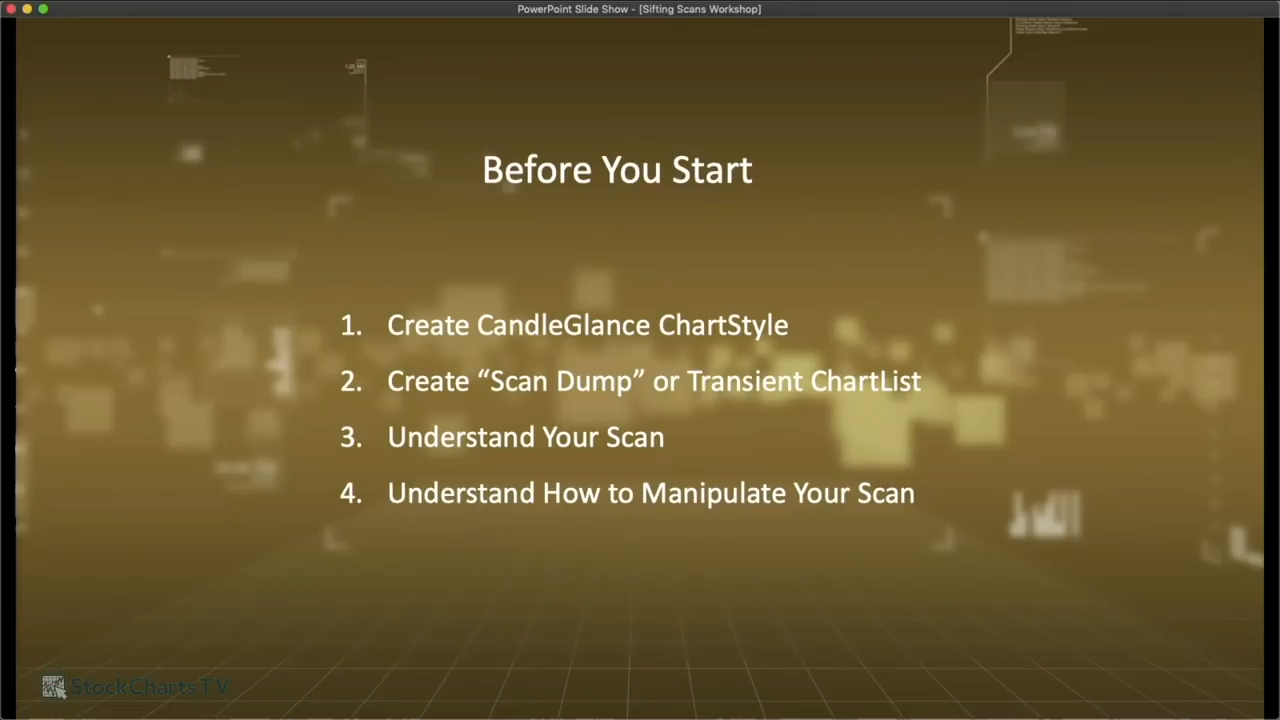 PowerPoint Slide Show - [Sifting Scans Workshop]
Before You Start
1. Create CandleGlance ChartStyle
2. Create “Scan Dump” or Transient ChartList
3. Understand Your Scan
4. Understand How to Manipulate Your Scan
StockChartsTV